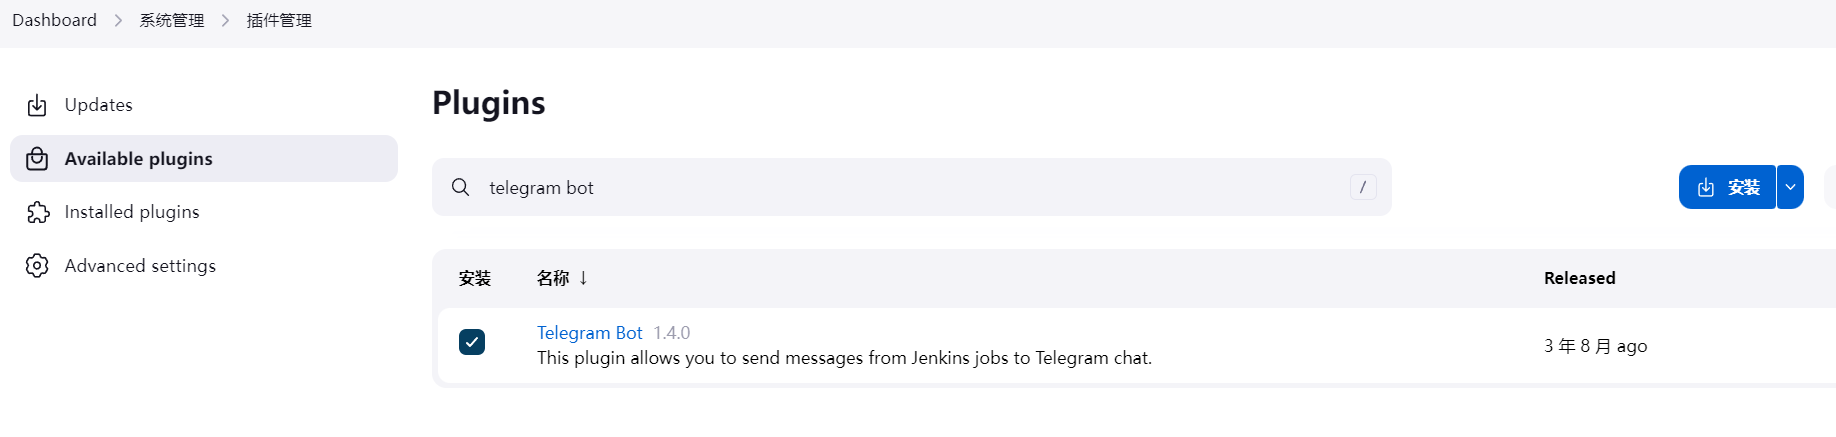 Dashboard > 系统管理 > 插件管理
Updates
Available plugins
Installed plugins
Advanced settings
Plugins
telegram bot /
安装
安装 名称 ↓ Released
Telegram Bot 1.4.0
This plugin allows you to send messages from Jenkins jobs to Telegram chat.
3 年 8 月 ago